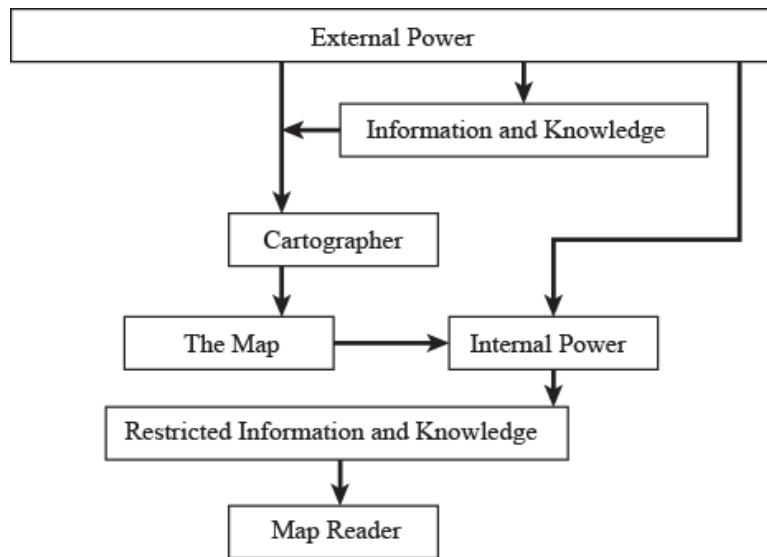 External Power
Information and Knowledge
Cartographer
The Map
Internal Power
Restricted Information and Knowledge
Map Reader